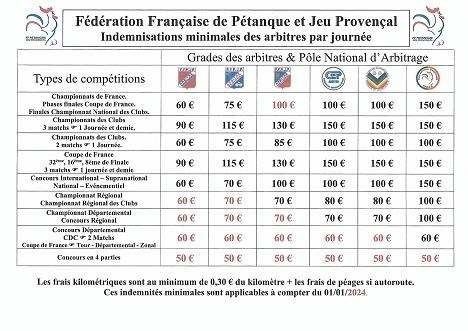 Fédération Française de Pétanque et Jeu Provençal
Indemnisations minimales des arbitres par journée
Grades des arbitres & Pôle National d'Arbitrage
Types de compétitions
Championnats de France.
Phases finales Coupe de France. 60 € 75 € 100 € 100 € 100 € 150 €
Finales Championnat National des Clubs.
Championnats des Clubs
3 matchs ☞ 1 Journée et demie. 90 € 115 € 130 € 150 € 150 € 150 €
Championnats des Clubs.
2 matchs ☞ 1 Journée. 60 € 75 € 85 € 100 € 100 € 100 €
Coupe de France
32ème, 16ème, 8ème de Finale 90 € 115 € 130 € 150 € 150 € 150 €
3 matchs ☞ 1 journée et demie
Concours International – Supranational
National – Evénementiel 60 € 70 € 100 € 100 € 100 € 150 €
Championnat Régional
Championnat Régional des Clubs 60 € 70 € 70 € 80 € 80 € 100 €
Championnat Départemental
Concours Régional 60 € 70 € 70 € 70 € 70 € 100 €
Concours Départemental
CDC ☞ 2 Matchs 60 € 60 € 60 € 60 € 60 € 60 €
Coupe de France ☞ Tour - Départemental - Zonal
Concours en 4 parties 50 € 50 € 50 € 50 € 50 € 50 €
Les frais kilométriques sont au minimum de 0,30 € du kilomètre + les frais de péages si autoroute.
Ces indemnités minimales sont applicables à compter du 01/01/2024.